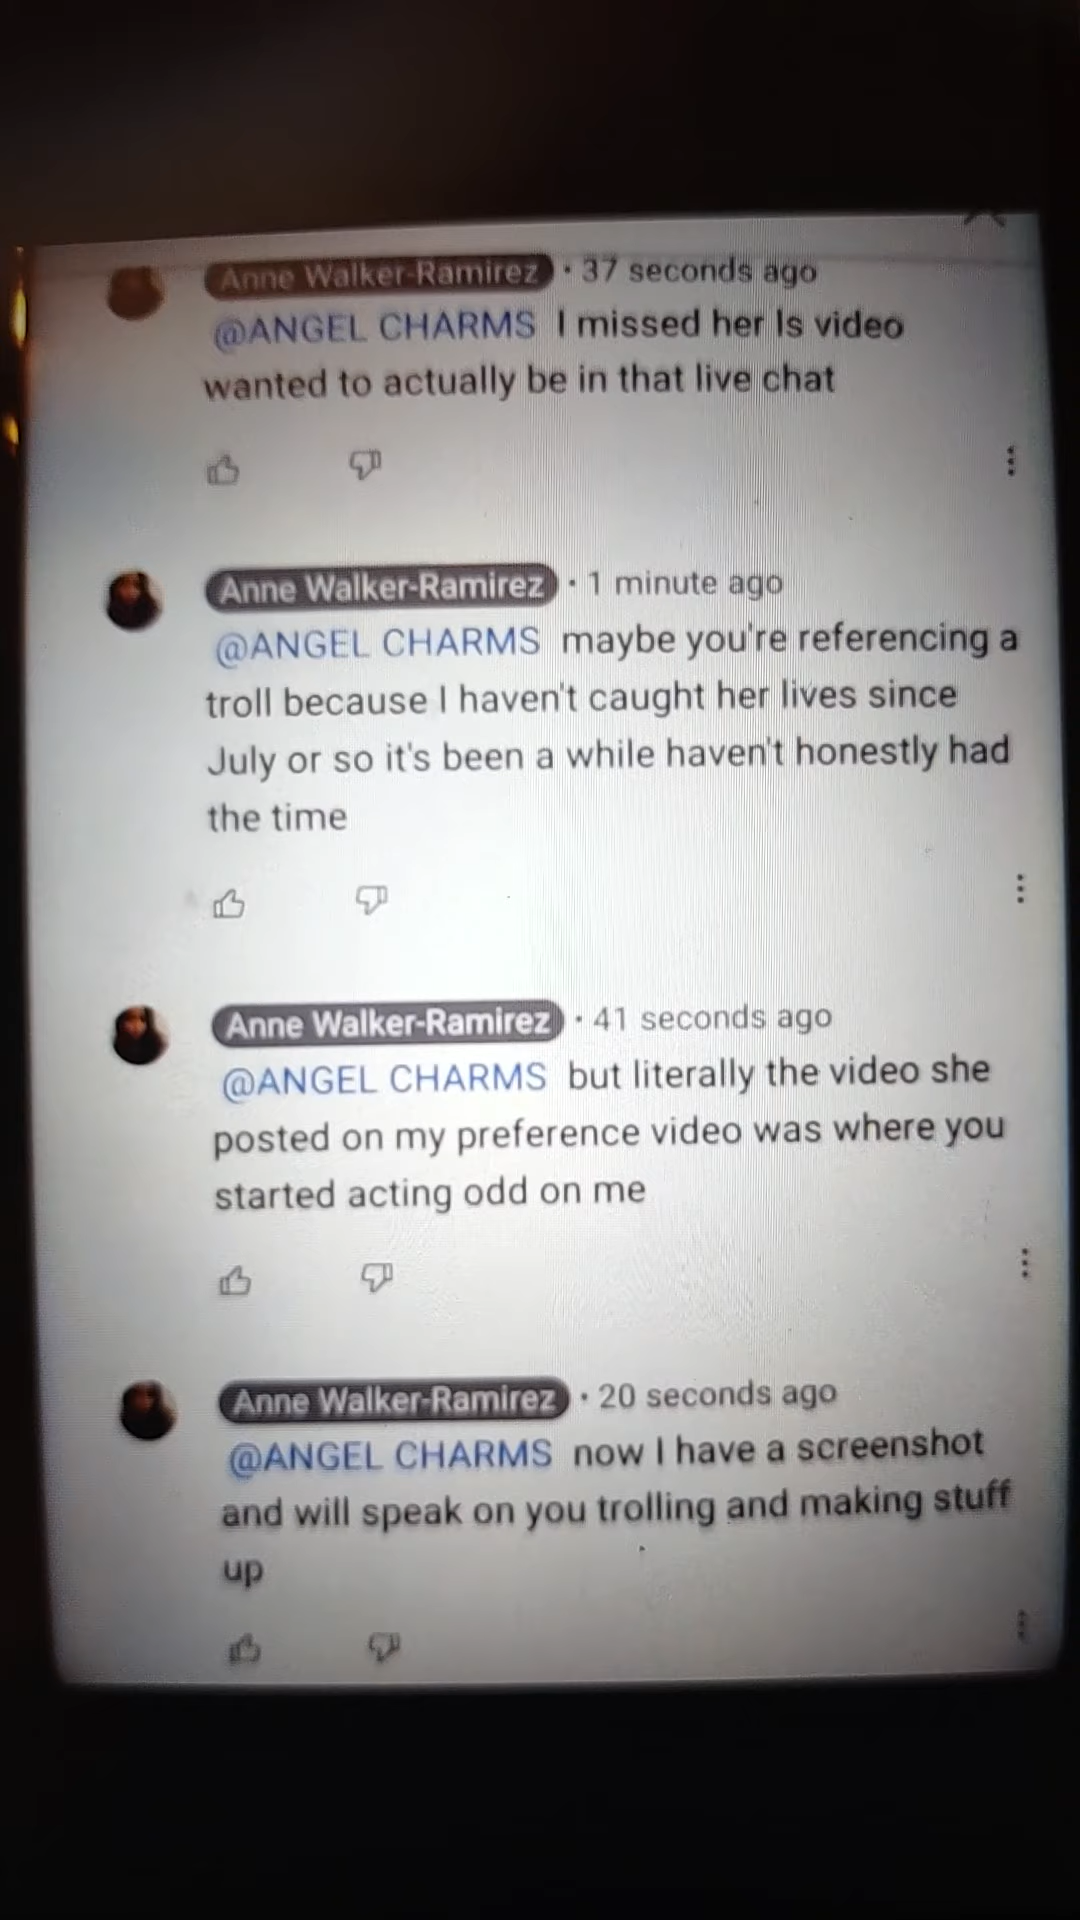 Anne Walker-Ramirez · 37 seconds ago
@ANGEL CHARMS I missed her ls video
wanted to actually be in that live chat
Anne Walker-Ramirez · 1 minute ago
@ANGEL CHARMS maybe you're referencing a
troll because I haven't caught her lives since
July or so it's been a while haven't honestly had
the time
Anne Walker-Ramirez · 41 seconds ago
@ANGEL CHARMS but literally the video she
posted on my preference video was where you
started acting odd on me
Anne Walker-Ramirez · 20 seconds ago
@ANGEL CHARMS now I have a screenshot
and will speak on you trolling and making stuff
up